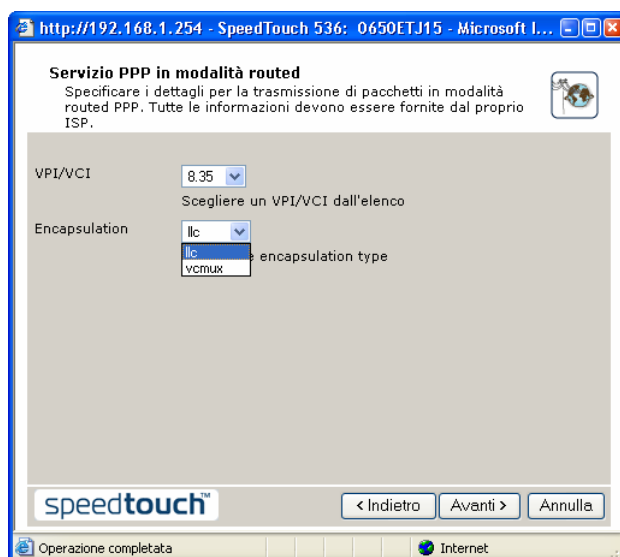 http://192.168.1.254 - SpeedTouch 536: 0650ETJ15 - Microsoft I...
Servizio PPP in modalità routed
Specificare i dettagli per la trasmissione di pacchetti in modalità
routed PPP. Tutte le informazioni devono essere fornite dal proprio
ISP.
VPI/VCI
8.35
Scegliere un VPI/VCI dall'elenco
Encapsulation
llc
llc
e encapsulation type
vcmux
speedtouch™
< Indietro
Avanti >
Annulla
Operazione completata
Internet